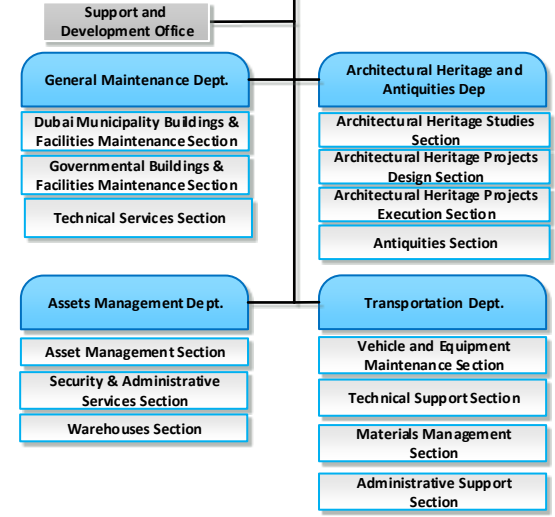 Support and
Development Office
General Maintenance Dept.
Dubai Municipality Buildings &
Facilities Maintenance Section
Governmental Buildings &
Facilities Maintenance Section
Technical Services Section
Architectural Heritage and
Antiquities Dep
Architectural Heritage Studies
Section
Architectural Heritage Projects
Design Section
Architectural Heritage Projects
Execution Section
Antiquities Section
Assets Management Dept.
Asset Management Section
Security & Administrative
Services Section
Warehouses Section
Transportation Dept.
Vehicle and Equipment
Maintenance Section
Technical Support Section
Materials Management
Section
Administrative Support
Section